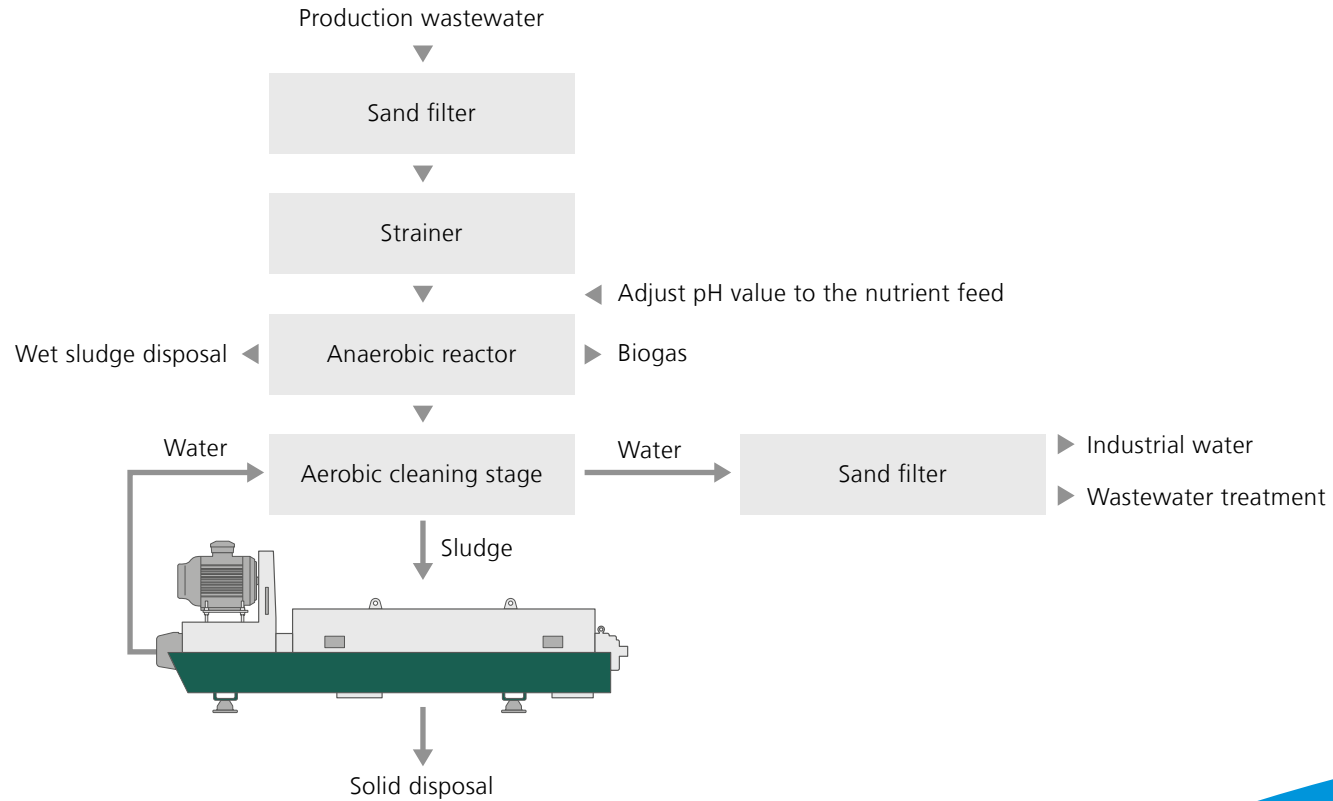 Production wastewater
Sand filter
Strainer
Adjust pH value to the nutrient feed
Wet sludge disposal
Anaerobic reactor
Biogas
Water
Aerobic cleaning stage
Water
Sand filter
Industrial water
Wastewater treatment
Sludge
Solid disposal